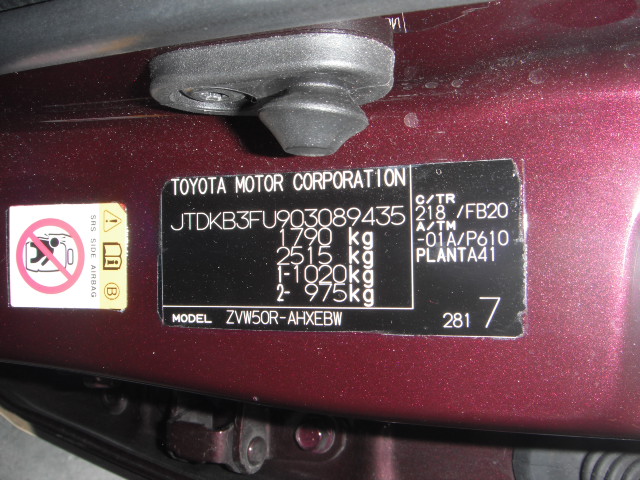 TOYOTA MOTOR CORPORATION
JTDKB3FU903089435
1790 kg
2515 kg
1-1020kg
2- 975kg
MODEL ZVW50R-AHXEBW
C/TR
218 /FB20
A/TM
-01A/P610
PLANTA41
281 7
SRS SIDE AIRBAG
B